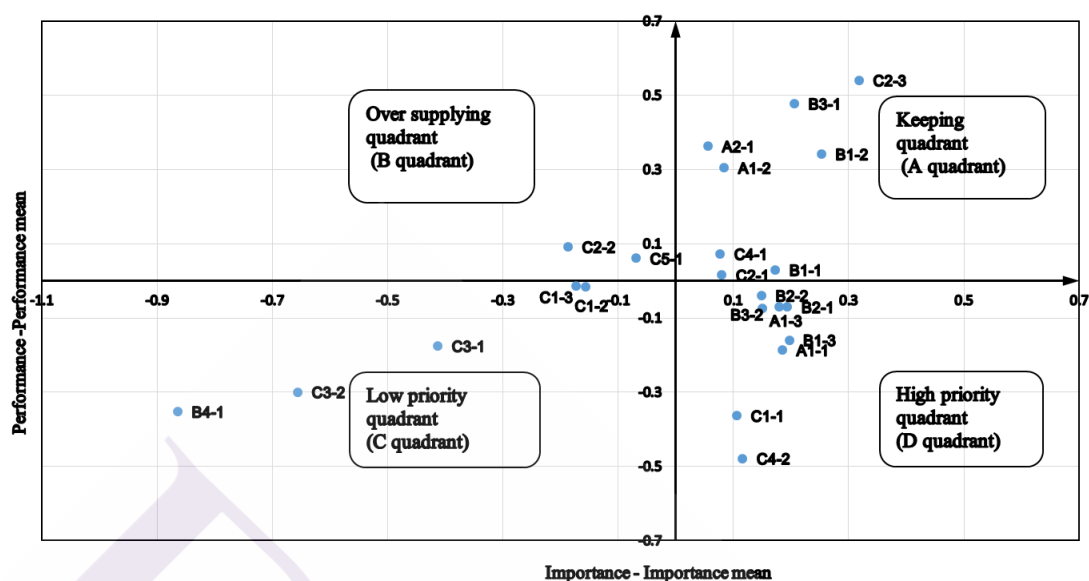 0.7
C2-3
0.5
B3-1
Over supplying
quadrant
(B quadrant)
Keeping
quadrant
(A quadrant)
A2-1
B1-2
0.3
A1-2
0.1
C2-2
C5-1
C4-1
C2-1
B1-1
-1.1
-0.9
-0.7
-0.5
-0.3
-0.1
0.1
0.3
0.5
0.7
C1-3
C1-2
B2-2
B3-2
B2-1
A1-3
-0.1
B1-3
A1-1
C3-1
-0.3
C3-2
B4-1
Low priority
quadrant
(C quadrant)
High priority
quadrant
(D quadrant)
C1-1
C4-2
-0.5
-0.7
Performance -Performance mean
Importance - Importance mean